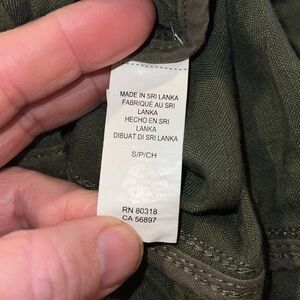 MADE IN SRI LANKA
FABRIQUÉ AU SRI
LANKA
HECHO EN SRI
LANKA
DIBUAT DI SRI LANKA
S/P/CH
RN 80318
CA 56897